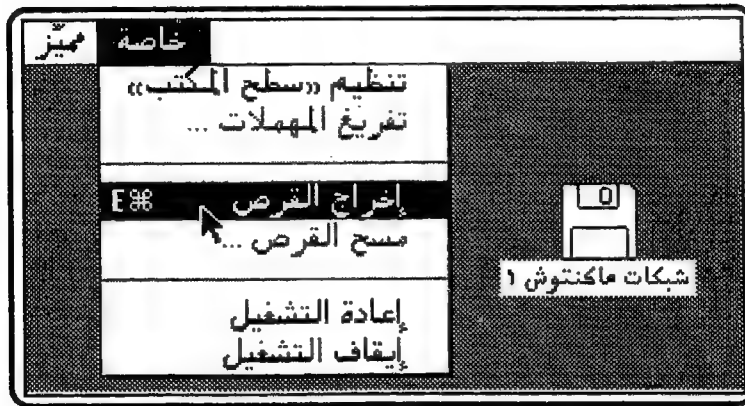 خاصة مميّز
تنظيم «سطح المكتب»
تفريغ المهملات ...
إخراج القرص ⌘E
مسح القرص ...
إعادة التشغيل
إيقاف التشغيل
شبكات ماكنتوش ١